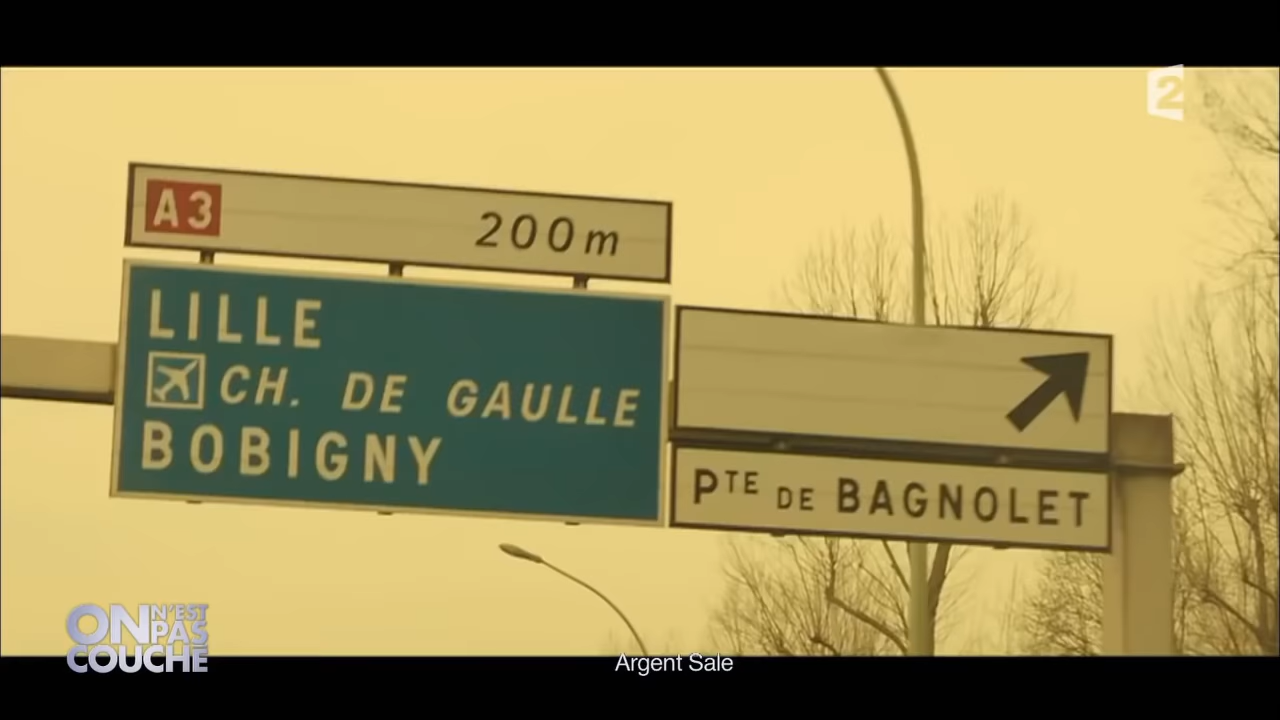 2
A3
200m
LILLE
CH. DE GAULLE
BOBIGNY
PTE DE BAGNOLET
ON N'EST PAS COUCHÉ
Argent Sale